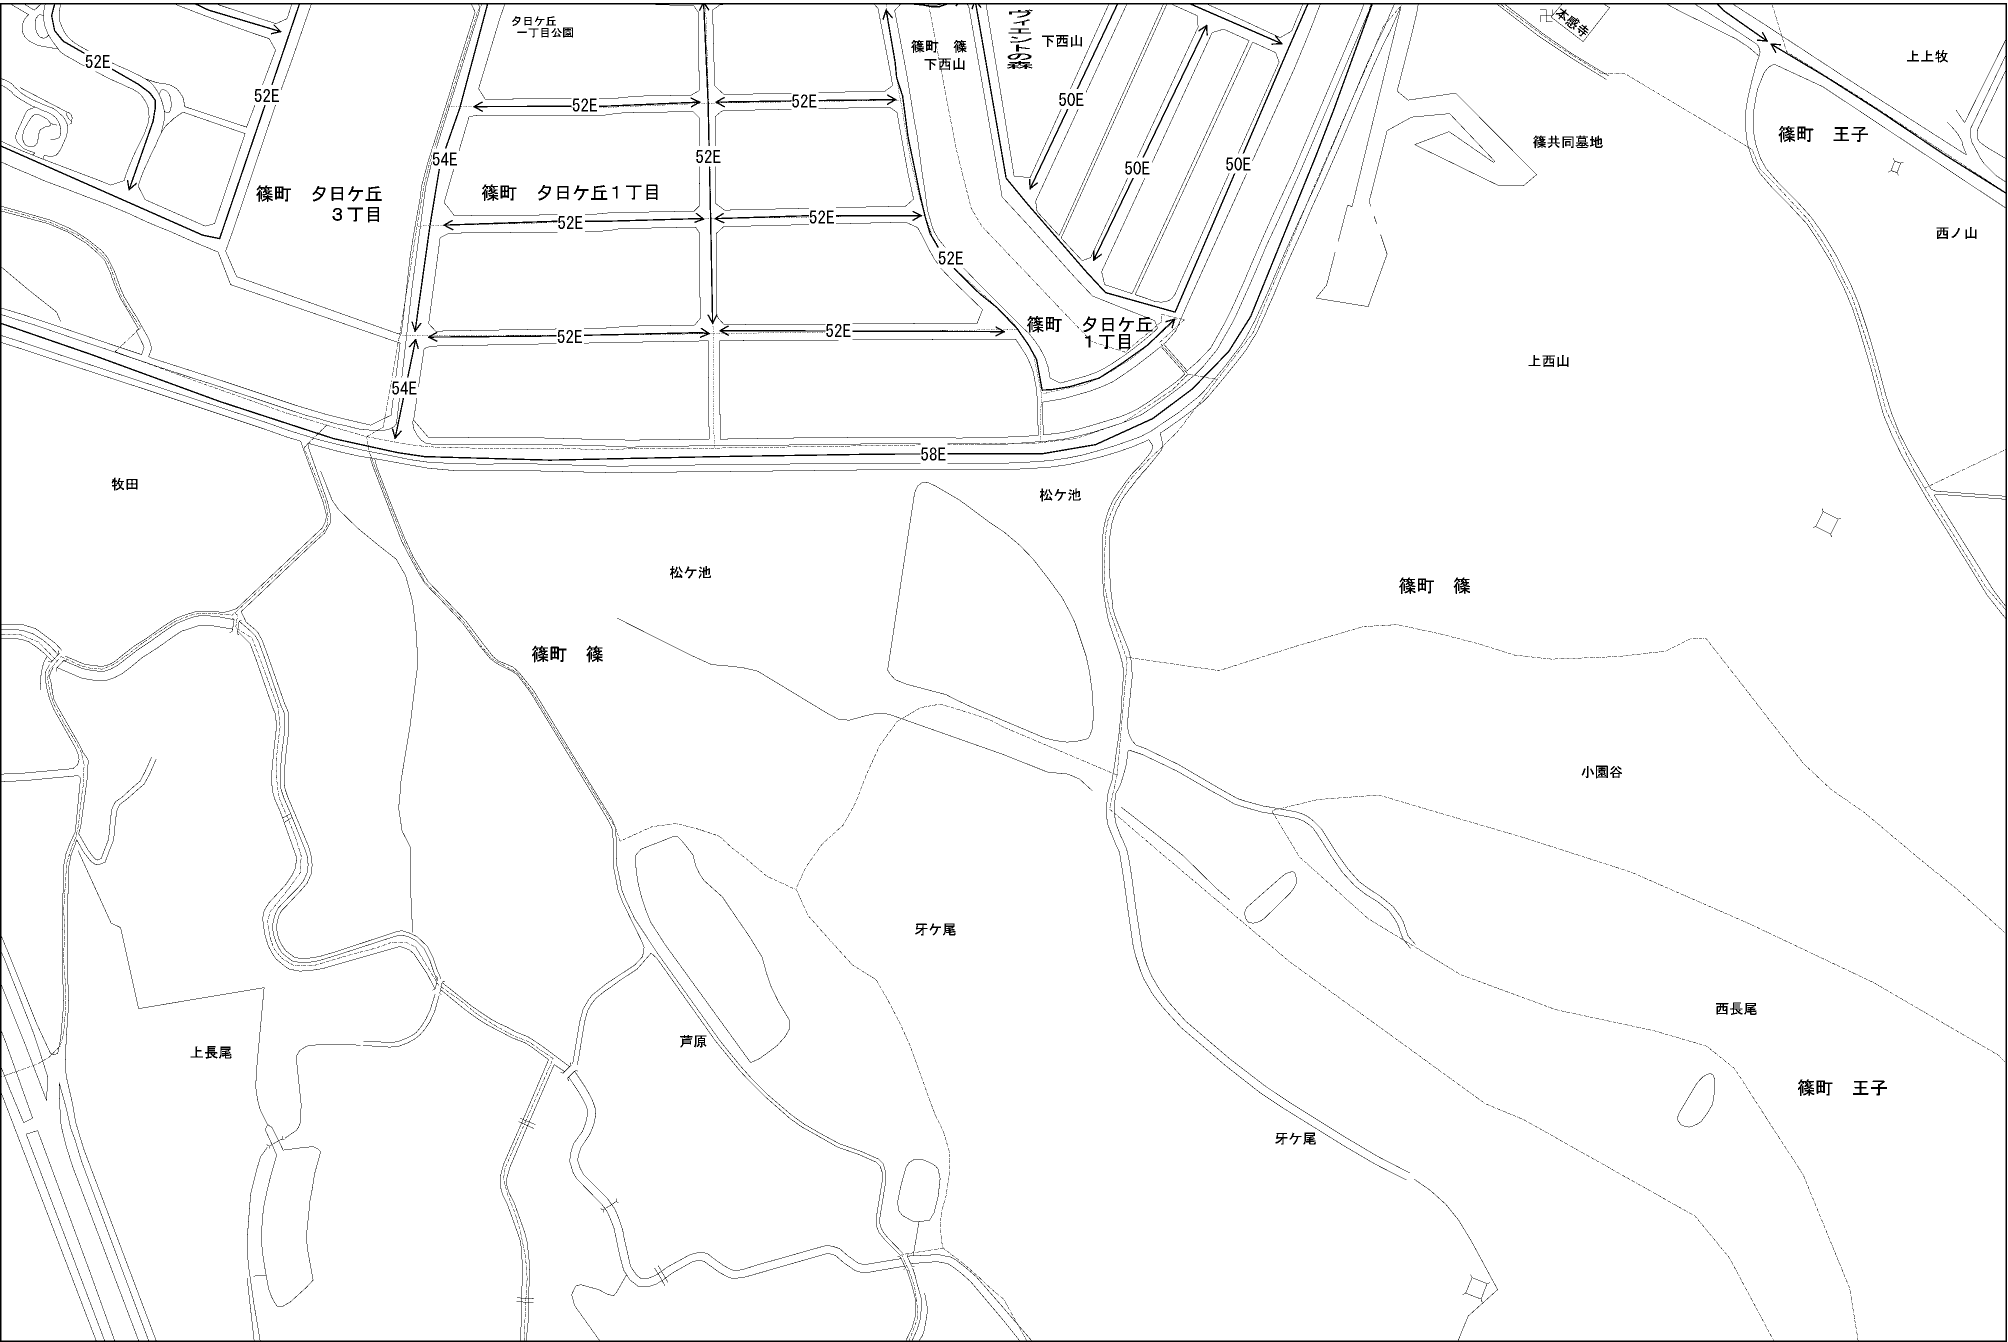 夕日ケ丘
一丁目公園
52E
52E
篠町　篠
下西山
ヴィエントの森
下西山
本感寺
卍
上上牧
52E
52E
50E
篠共同墓地
篠町　王子
54E
52E
50E
50E
篠町　夕日ケ丘
３丁目
篠町　夕日ケ丘１丁目
52E
52E
西ノ山
52E
52E
52E
篠町　夕日ケ丘
１丁目
上西山
54E
58E
牧田
松ケ池
松ケ池
篠町　篠
篠町　篠
小園谷
牙ケ尾
西長尾
芦原
上長尾
篠町　王子
牙ケ尾